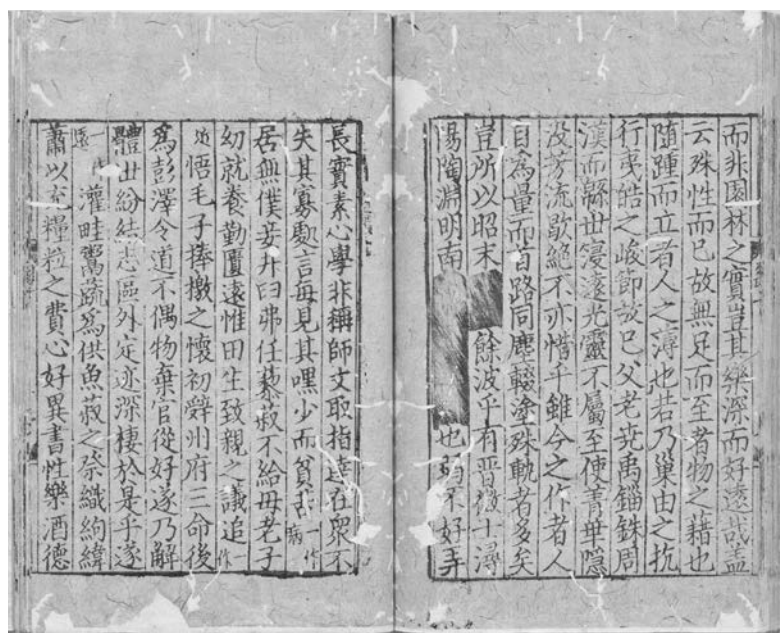 而非園林之實豈其樂深而好遠哉盖
云殊性而已故無足而至者物之藉也
随踵而立者人之薄也若乃巢由之抗
行夷皓之峻節故已父老尭禹錙銖周
漢而緜世寖遠光靈不屬至使菁華隱
没芳流歇絶不亦惜乎雖今之作者人
自為量而首路同塵輟塗殊軌者多矣
豈所以昭末餘波乎有晋徵士潯
陽陶淵明南也弱不好弄
長實素心學非稱師文取指達在衆不
失其寡處言每見其嘿少而貧苦一作病
居無僕妾井臼弗任藜菽不給母老子
幼就養勤匱遠惟田生致親之議追一作
近悟毛子捧檄之懷初辭州府三命後
爲彭澤令道不偶物棄官從好遂乃解
體世紛結志區外定迹深棲於是乎遂
一作遠灌畦鬻蔬爲供魚菽之祭織絇緯
蕭以充糧粒之費心好異書性樂酒德